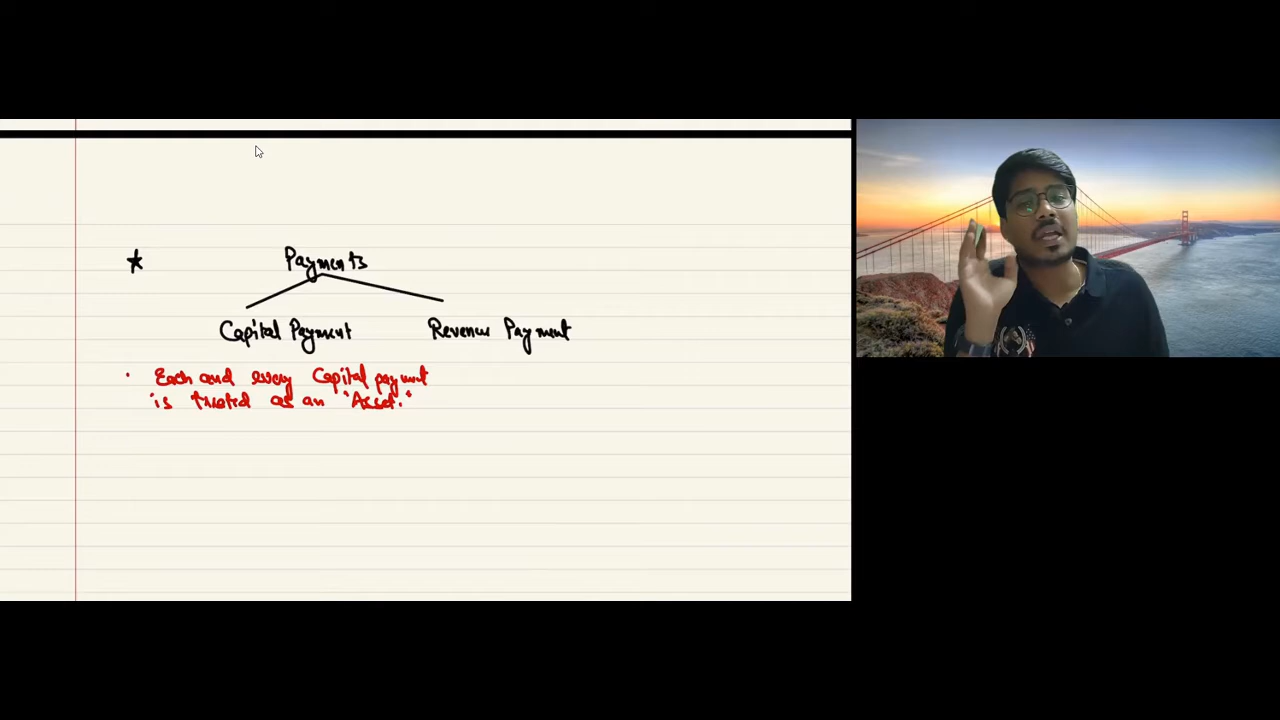 ★ Payments
Capital Payment Revenue Payment
· Each and every Capital payment
is treated as an "Asset."